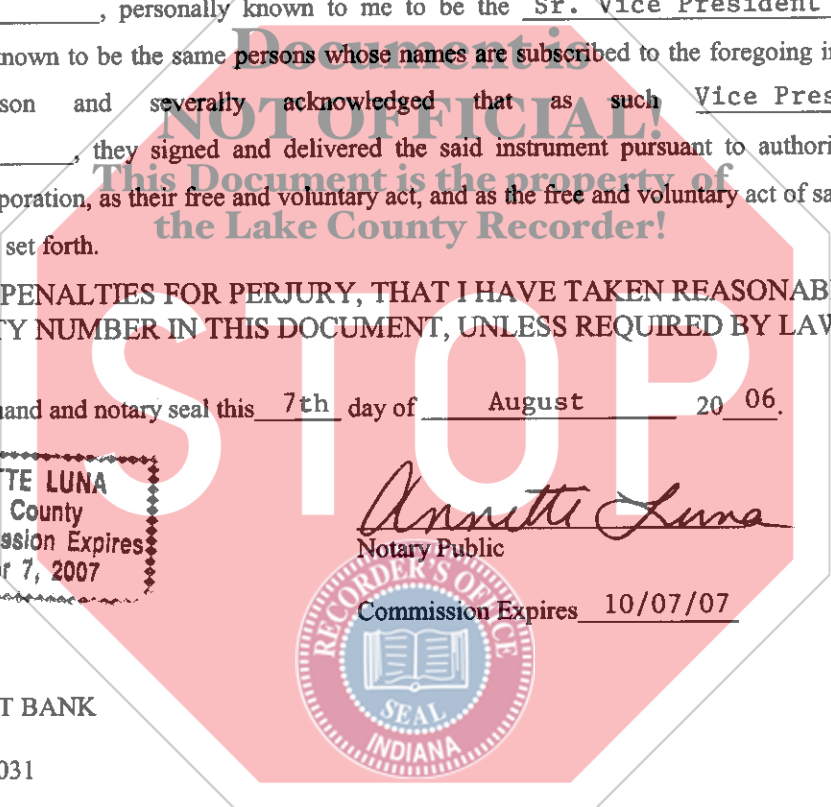 , personally known to me to be the Sr. Vice President
nown to be the same persons whose names are subscribed to the foregoing in
Document is
son and severally acknowledged that as such Vice Pres
NOT OFFICIAL!
, they signed and delivered the said instrument pursuant to authori
This Document is the property of
poration, as their free and voluntary act, and as the free and voluntary act of sa
the Lake County Recorder!
set forth.
PENALTIES FOR PERJURY, THAT I HAVE TAKEN REASONAB
TY NUMBER IN THIS DOCUMENT, UNLESS REQUIRED BY LAW
STOP
hand and notary seal this 7th day of August 20 06.
TTE LUNA
County
ssion Expires
r 7, 2007
Annette Luna
Notary Public
Commission Expires 10/07/07
RECORDER'S OFFICE
SEAL
INDIANA
T BANK
031